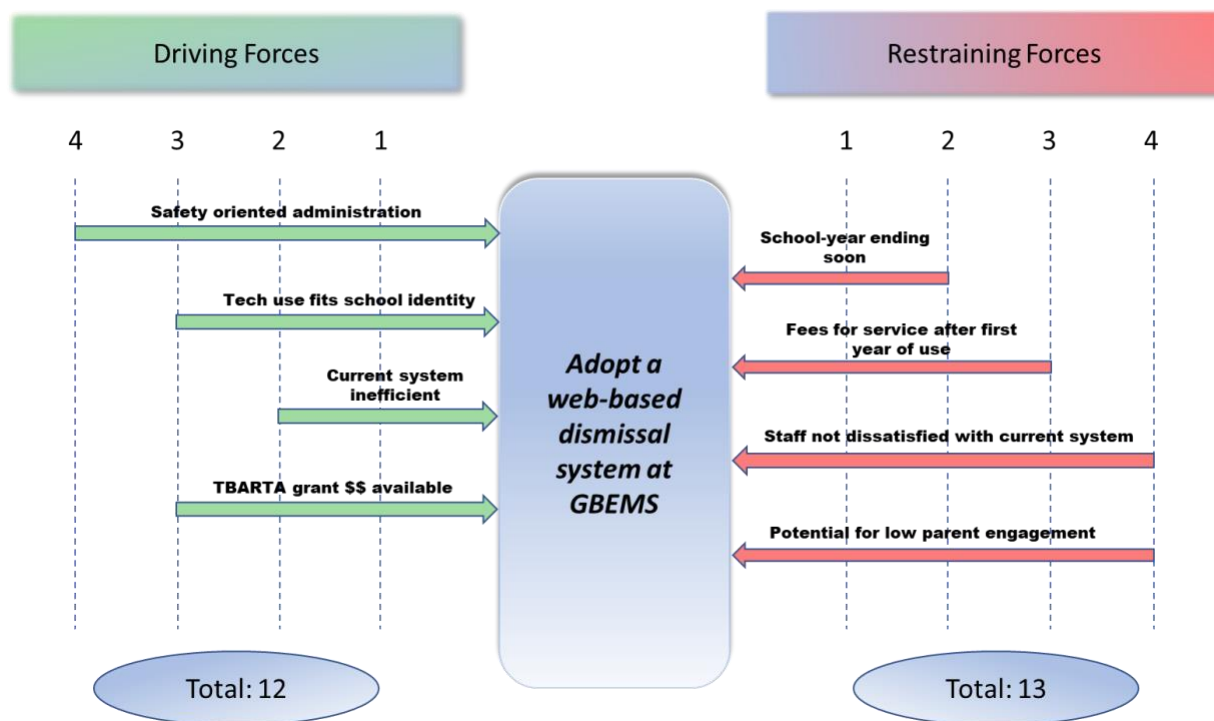 Driving Forces
Restraining Forces
4
3
2
1
1
2
3
4
Safety oriented administration
Tech use fits school identity
Current system
inefficient
TBARTA grant $$ available
Adopt a
web-based
dismissal
system at
GBEMS
School-year ending
soon
Fees for service after first
year of use
Staff not dissatisfied with current system
Potential for low parent engagement
Total: 12
Total: 13